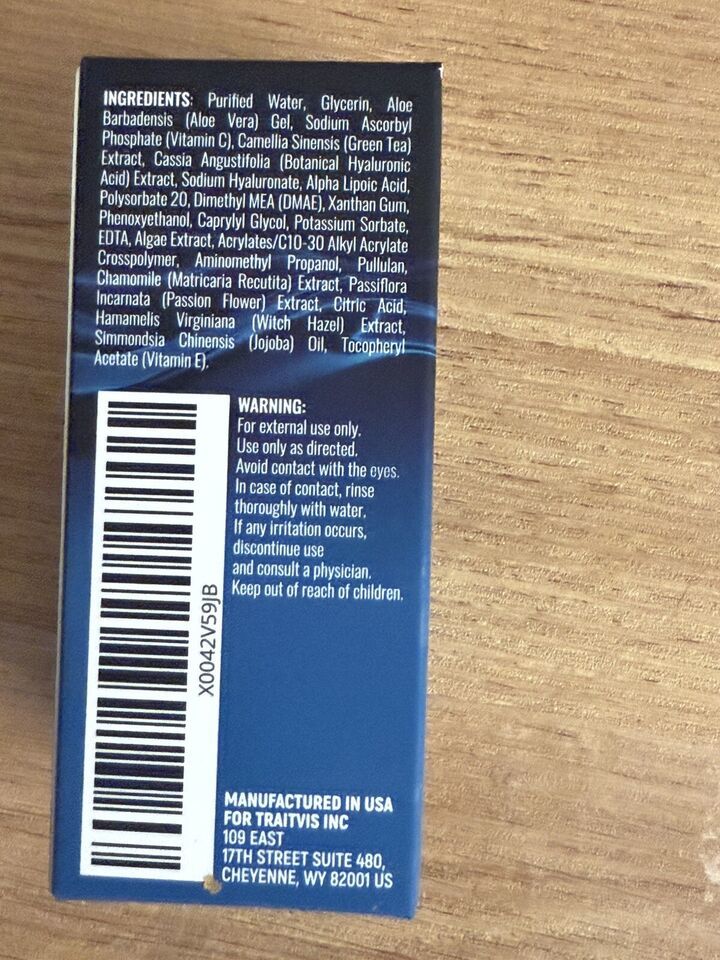 INGREDIENTS: Purified Water, Glycerin, Aloe
Barbadensis (Aloe Vera) Gel, Sodium Ascorbyl
Phosphate (Vitamin C), Camellia Sinensis (Green Tea)
Extract, Cassia Angustifolia (Botanical Hyaluronic
Acid) Extract, Sodium Hyaluronate, Alpha Lipoic Acid,
Polysorbate 20, Dimethyl MEA (DMAE), Xanthan Gum,
Phenoxyethanol, Caprylyl Glycol, Potassium Sorbate,
EDTA, Algae Extract, Acrylates/C10-30 Alkyl Acrylate
Crosspolymer, Aminomethyl Propanol, Pullulan,
Chamomile (Matricaria Recutita) Extract, Passiflora
Incarnata (Passion Flower) Extract, Citric Acid,
Hamamelis Virginiana (Witch Hazel) Extract,
Simmondsia Chinensis (Jojoba) Oil, Tocopheryl
Acetate (Vitamin E).
WARNING:
For external use only.
Use only as directed.
Avoid contact with the eyes.
In case of contact, rinse
thoroughly with water.
If any irritation occurs,
discontinue use
and consult a physician.
Keep out of reach of children.
X0042V59JB
MANUFACTURED IN USA
FOR TRAITVIS INC
109 EAST
17TH STREET SUITE 480,
CHEYENNE, WY 82001 US